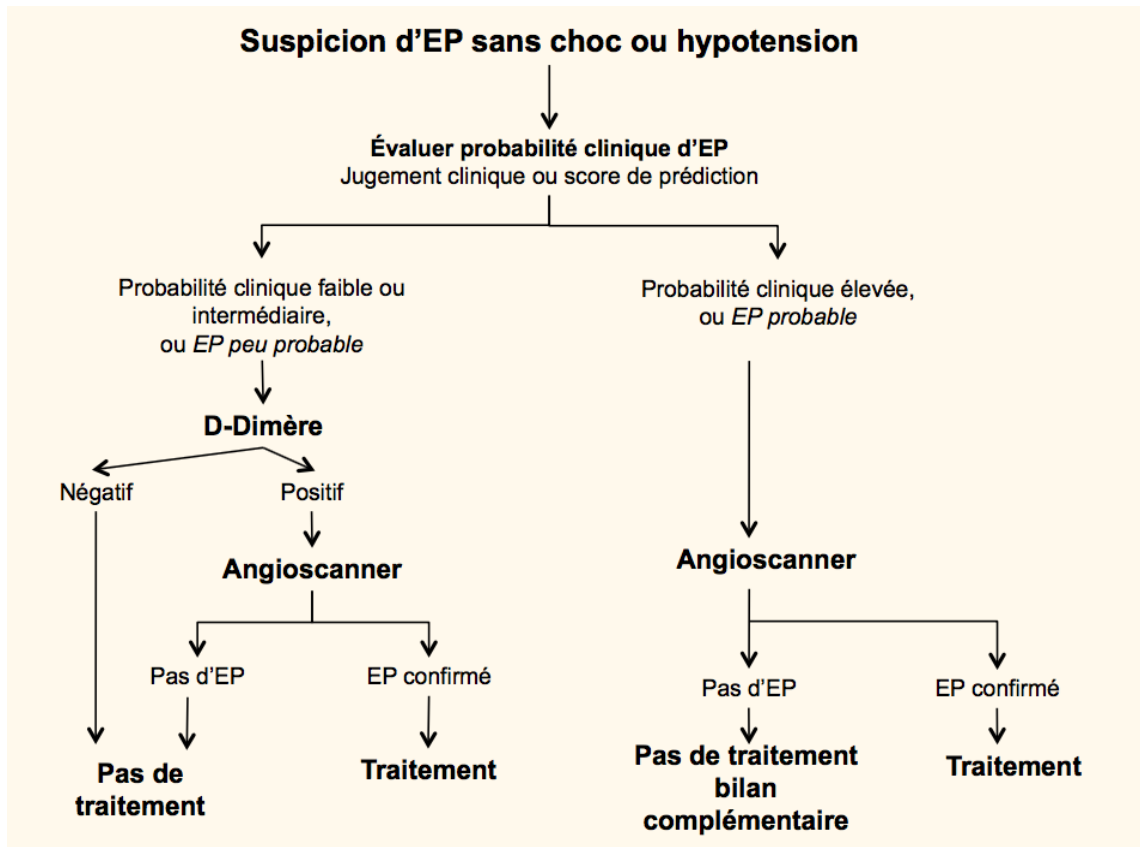 Suspicion d’EP sans choc ou hypotension
Évaluer probabilité clinique d’EP
Jugement clinique ou score de prédiction
Probabilité clinique faible ou
intermédiaire,
ou EP peu probable
Probabilité clinique élevée,
ou EP probable
D-Dimère
Négatif
Positif
Angioscanner
Angioscanner
Pas d’EP
EP confirmé
Pas d’EP
EP confirmé
Pas de
traitement
Traitement
Pas de traitement
bilan
complémentaire
Traitement